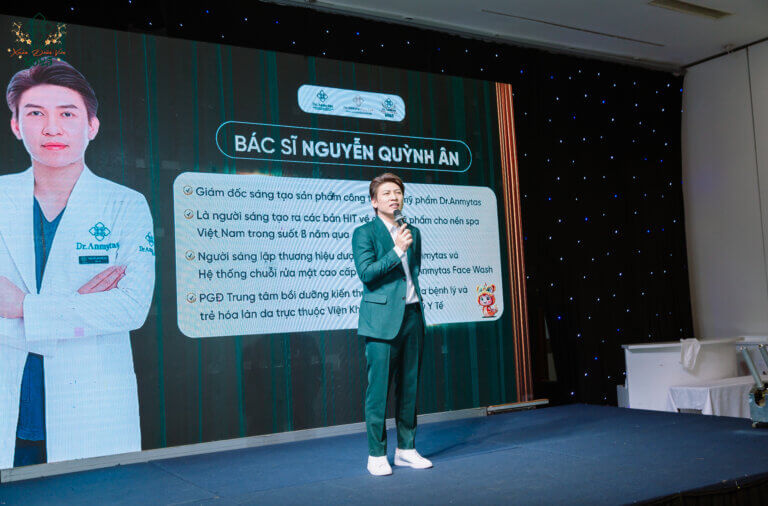 Xuân Đoàn Viên
BÁC SĨ NGUYỄN QUỲNH ÂN
Giám đốc sáng tạo sản phẩm công mỹ phẩm Dr.Anmytas
Là người sáng tạo ra các bản HIT về phẩm cho nền spa
Việt Nam trong suốt 8 năm qua
Người sáng lập thương hiệu dược và
Hệ thống chuỗi rửa mặt cao cấp Anmytas Face Wash
PGĐ Trung tâm bồi dưỡng kiến bệnh lý và
trẻ hóa làn da trực thuộc Viện Y Tế
Dr.Anmytas